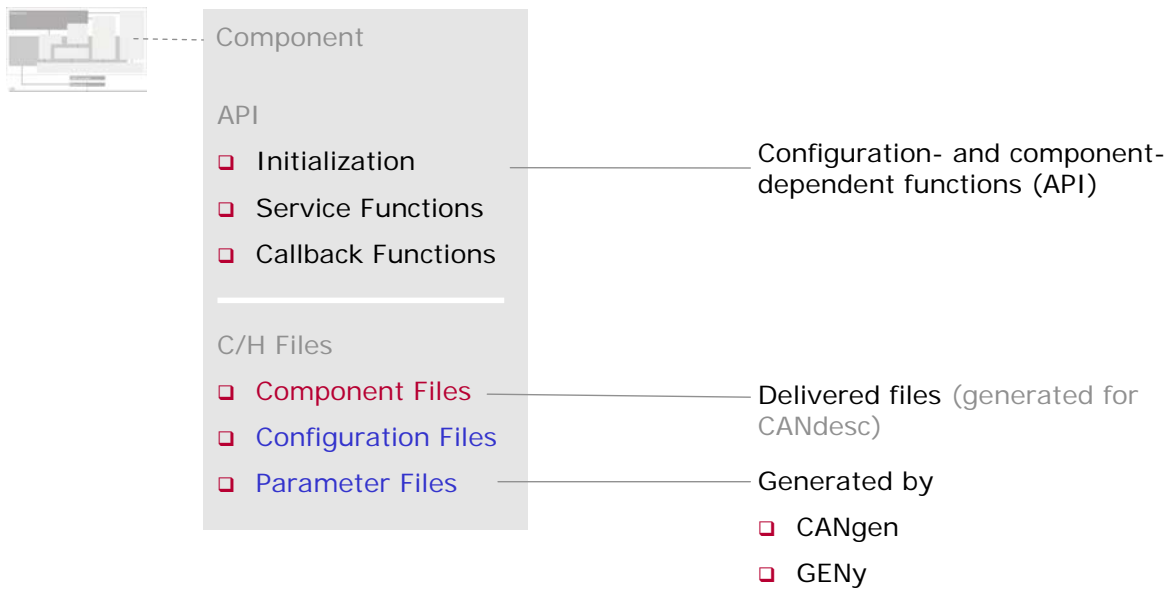 Component
API
Initialization
Service Functions
Callback Functions
Configuration- and component-
dependent functions (API)
C/H Files
Component Files
Configuration Files
Parameter Files
Delivered files (generated for
CANdesc)
Generated by
CANgen
GENy